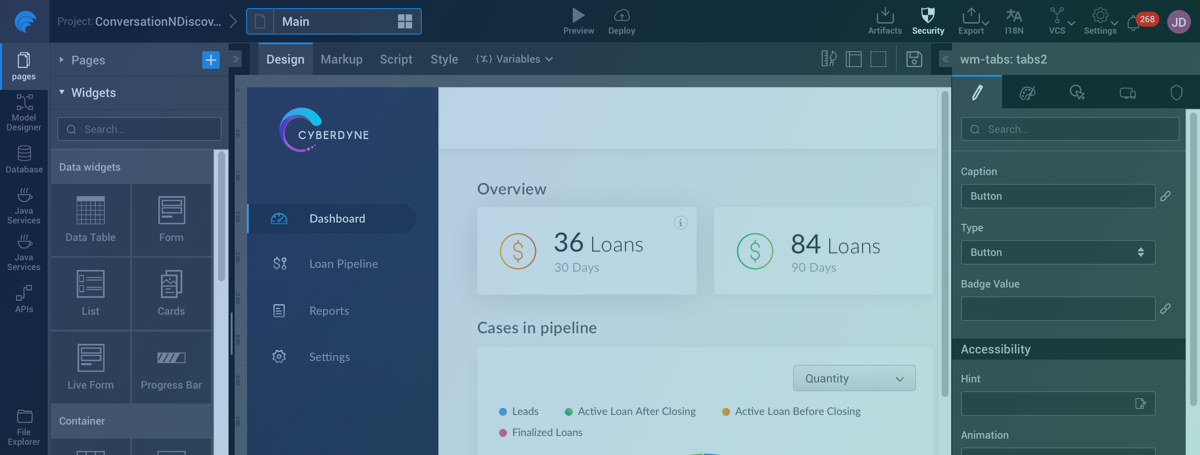 Project: ConversationNDiscov...
Main
Preview
Deploy
Artifacts
Security
Export
I18N
VCS
Settings
268
JD
pages
Model
Designer
Database
Java
Services
Java
Services
APIs
File
Explorer
Pages
Widgets
Search...
Data widgets
Data Table
Form
List
Cards
Live Form
Progress Bar
Container
Design
Markup
Script
Style
(X) Variables
CYBERDYNE
Dashboard
Loan Pipeline
Reports
Settings
Overview
36 Loans
30 Days
84 Loans
90 Days
Cases in pipeline
Quantity
Leads
Active Loan After Closing
Active Loan Before Closing
Finalized Loans
wm-tabs: tabs2
Search...
Caption
Button
Type
Button
Badge Value
Accessibility
Hint
Animation